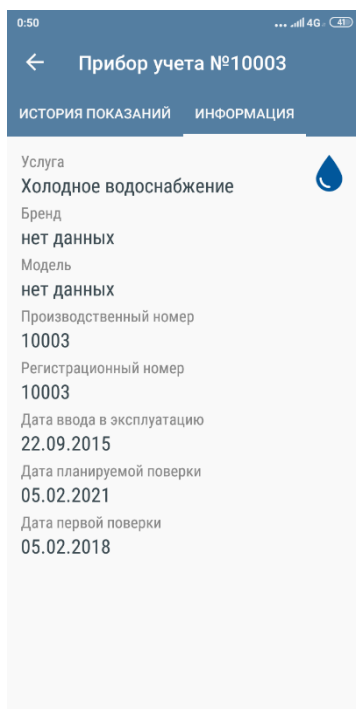 0:50
... 4G 41
Прибор учета №10003
ИСТОРИЯ ПОКАЗАНИЙ ИНФОРМАЦИЯ
Услуга
Холодное водоснабжение
Бренд
нет данных
Модель
нет данных
Производственный номер
10003
Регистрационный номер
10003
Дата ввода в эксплуатацию
22.09.2015
Дата планируемой поверки
05.02.2021
Дата первой поверки
05.02.2018